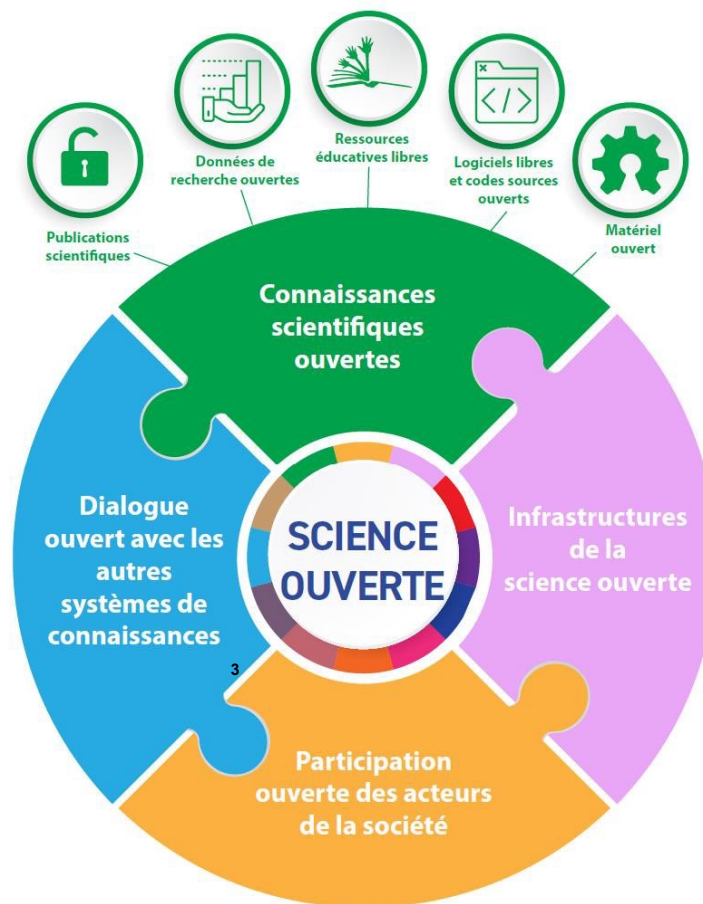 Publications
scientifiques
Données de
recherche ouvertes
Ressources
éducatives libres
</>
Logiciels libres
et codes sources
ouverts
Matériel
ouvert
Connaissances
scientifiques
ouvertes
Dialogue
ouvert avec les
autres
systèmes de
connaissances
SCIENCE
OUVERTE
Infrastructures
de la
science ouverte
3
Participation
ouverte des acteurs
de la société